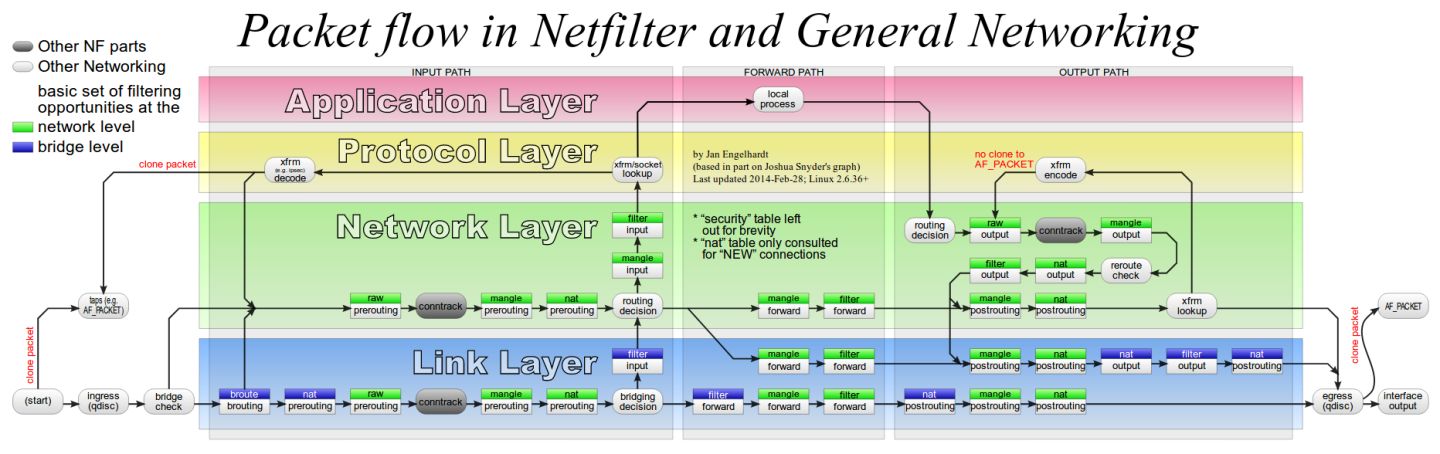 Packet flow in Netfilter and General Networking
Other NF parts
Other Networking
basic set of filtering
opportunities at the
network level
bridge level
INPUT PATH
FORWARD PATH
OUTPUT PATH
Application Layer
local
process
Protocol Layer
clone packet
xfrm
(e.g. ipsec)
decode
xfrm/socket
lookup
by Jan Engelhardt
(based in part on Joshua Snyder's graph)
Last updated 2014-Feb-28; Linux 2.6.36+
no clone to
AF_PACKET
xfrm
encode
Network Layer
filter
input
mangle
input
* “security” table left
out for brevity
* “nat” table only consulted
for “NEW” connections
routing
decision
raw
output
conntrack
mangle
output
filter
output
nat
output
reroute
check
taps (e.g.
AF_PACKET)
raw
prerouting
conntrack
mangle
prerouting
nat
prerouting
routing
decision
mangle
forward
filter
forward
mangle
postrouting
nat
postrouting
xfrm
lookup
AF_PACKET
clone packet
clone packet
Link Layer
filter
input
mangle
forward
filter
forward
mangle
postrouting
nat
postrouting
nat
output
filter
output
nat
postrouting
(start)
ingress
(qdisc)
bridge
check
broute
brouting
nat
prerouting
raw
prerouting
conntrack
mangle
prerouting
nat
prerouting
bridging
decision
filter
forward
mangle
forward
filter
forward
nat
postrouting
mangle
postrouting
nat
postrouting
egress
(qdisc)
interface
output